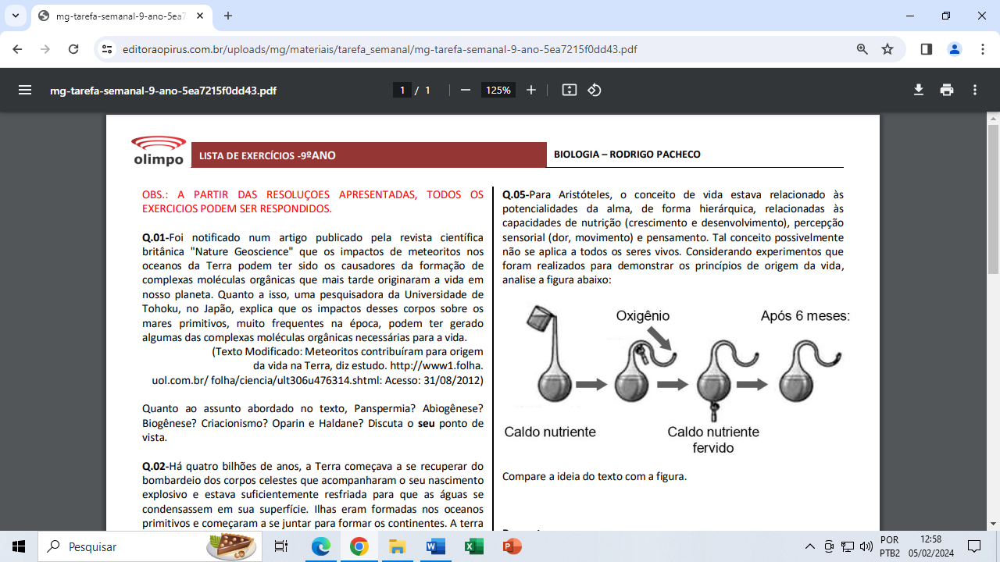 mg-tarefa-semanal-9-ano-5ea7
editoraopirus.com.br/uploads/mg/materiais/tarefa_semanal/mg-tarefa-semanal-9-ano-5ea7215f0dd43.pdf
mg-tarefa-semanal-9-ano-5ea7215f0dd43.pdf
1 / 1
125%
olimpo
LISTA DE EXERCÍCIOS -9ºANO
BIOLOGIA – RODRIGO PACHECO
OBS.: A PARTIR DAS RESOLUÇOES APRESENTADAS, TODOS OS
EXERCICIOS PODEM SER RESPONDIDOS.
Q.01-Foi notificado num artigo publicado pela revista científica
britânica "Nature Geoscience" que os impactos de meteoritos nos
oceanos da Terra podem ter sido os causadores da formação de
complexas moléculas orgânicas que mais tarde originaram a vida em
nosso planeta. Quanto a isso, uma pesquisadora da Universidade de
Tohoku, no Japão, explica que os impactos desses corpos sobre os
mares primitivos, muito frequentes na época, podem ter gerado
algumas das complexas moléculas orgânicas necessárias para a vida.
(Texto Modificado: Meteoritos contribuíram para origem
da vida na Terra, diz estudo. http://www1.folha.
uol.com.br/ folha/ciencia/ult306u476314.shtml: Acesso: 31/08/2012)
Quanto ao assunto abordado no texto, Panspermia? Abiogênese?
Biogênese? Criacionismo? Oparin e Haldane? Discuta o seu ponto de
vista.
Q.02-Há quatro bilhões de anos, a Terra começava a se recuperar do
bombardeio dos corpos celestes que acompanharam o seu nascimento
explosivo e estava suficientemente resfriada para que as águas se
condensassem em sua superfície. Ilhas eram formadas nos oceanos
primitivos e começaram a se juntar para formar os continentes. A terra
Q.05-Para Aristóteles, o conceito de vida estava relacionado às
potencialidades da alma, de forma hierárquica, relacionadas às
capacidades de nutrição (crescimento e desenvolvimento), percepção
sensorial (dor, movimento) e pensamento. Tal conceito possivelmente
não se aplica a todos os seres vivos. Considerando experimentos que
foram realizados para demonstrar os princípios de origem da vida,
analise a figura abaixo:
Oxigênio
Após 6 meses:
Caldo nutriente
Caldo nutriente
fervido
Compare a ideia do texto com a figura.
Pesquisar
POR
PTB2
12:58
05/02/2024